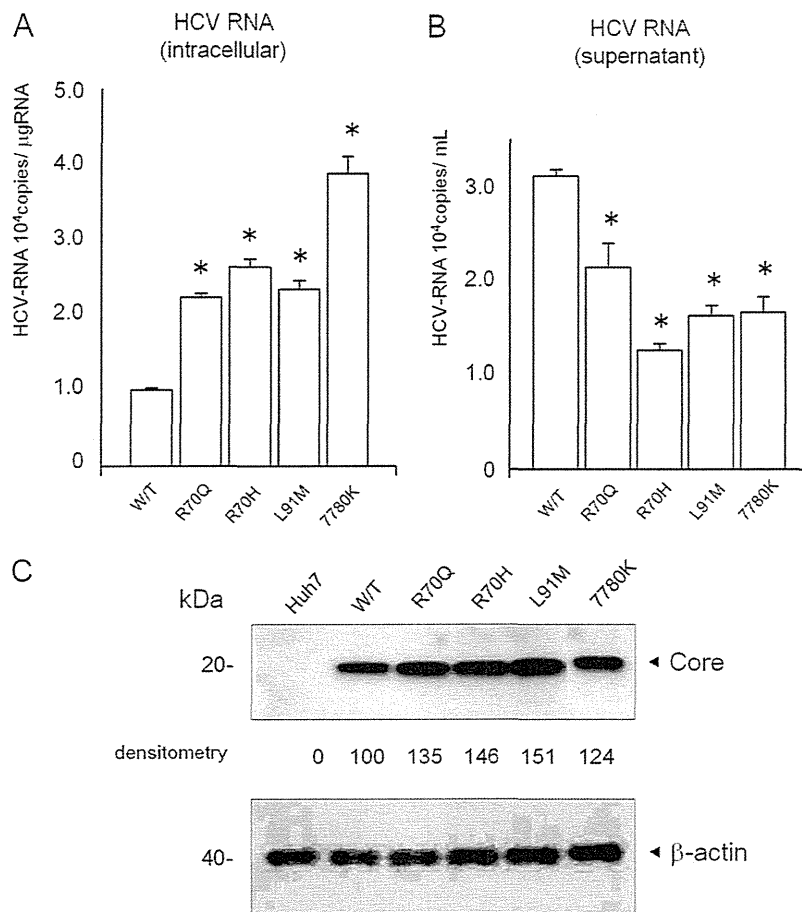 A
HCV RNA
(intracellular)
HCV-RNA 10⁴copies/ μgRNA
5.0
4.0
3.0
2.0
1.0
0
*
*
*
*
W/T
R70Q
R70H
L91M
7780K
B
HCV RNA
(supernatant)
HCV-RNA 10⁴copies/ mL
3.0
2.0
1.0
0
*
*
*
*
W/T
R70Q
R70H
L91M
7780K
C
kDa
Huh7
W/T
R70Q
R70H
L91M
7780K
20-
◄ Core
densitometry 0 100 135 146 151 124
40-
◄ β-actin